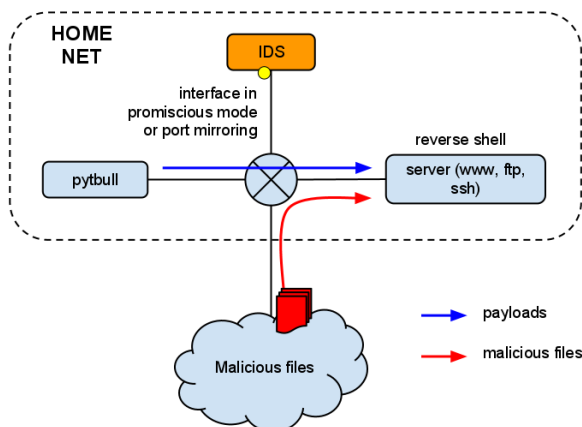 HOME
NET
IDS
interface in
promiscious mode
or port mirroring
reverse shell
pytbull
server (www, ftp,
ssh)
payloads
Malicious files
malicious files